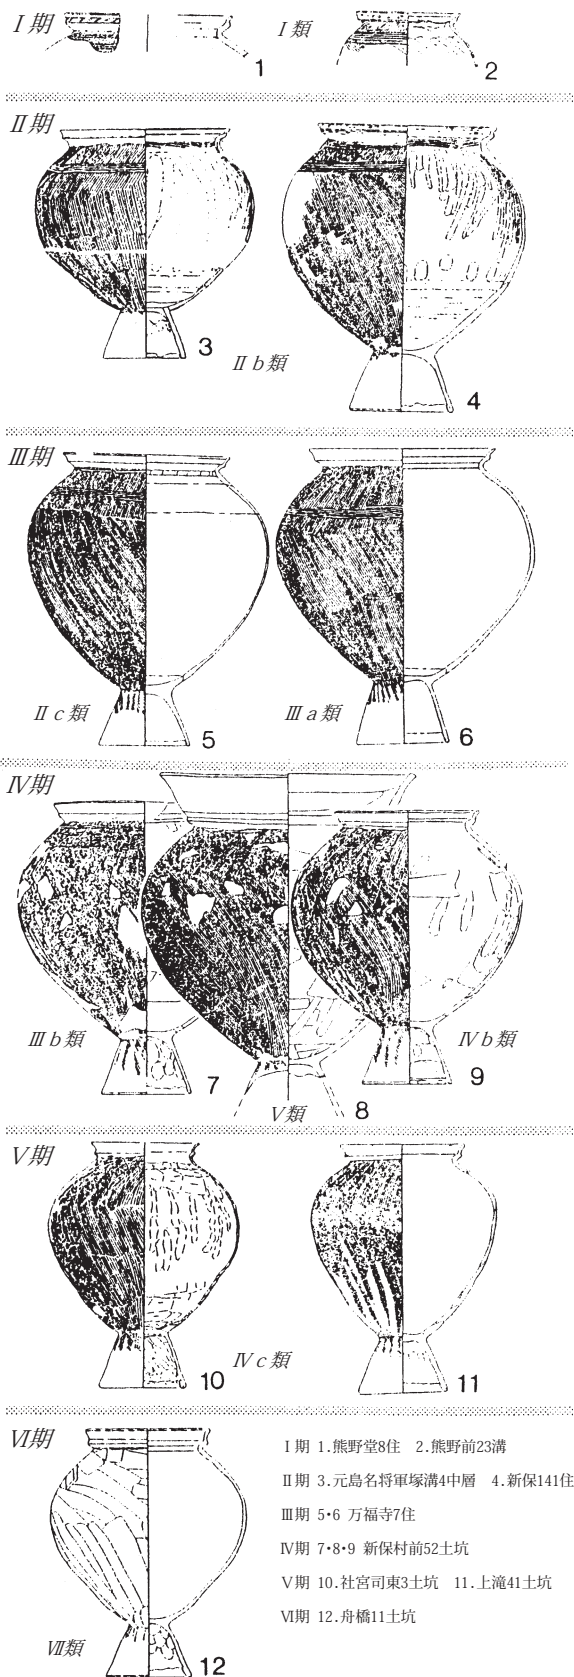 I期
I類
1
2
II期
3
IIb類
4
III期
IIc類
5
IIIa類
6
IV期
IIIb類
7
V類
8
IVb類
9
V期
10
IVc類
11
VI期
VII類
12
I期 1.熊野堂8住 2.熊野前23溝
II期 3.元島名将軍塚溝4中層 4.新保141住
III期 5・6 万福寺7住
IV期 7・8・9 新保村前52土坑
V期 10.社宮司東3土坑 11.上滝41土坑
VI期 12.舟橋11土坑